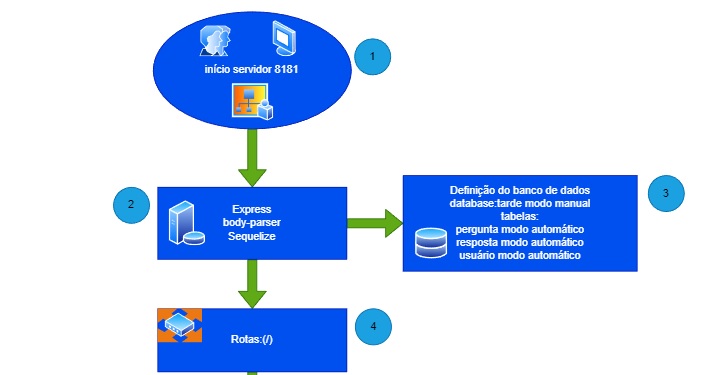 início servidor 8181
1
2
Express
body-parser
Sequelize
Definição do banco de dados
database:tarde modo manual
tabelas:
pergunta modo automático
resposta modo automático
usuário modo automático
3
Rotas:(/)
4